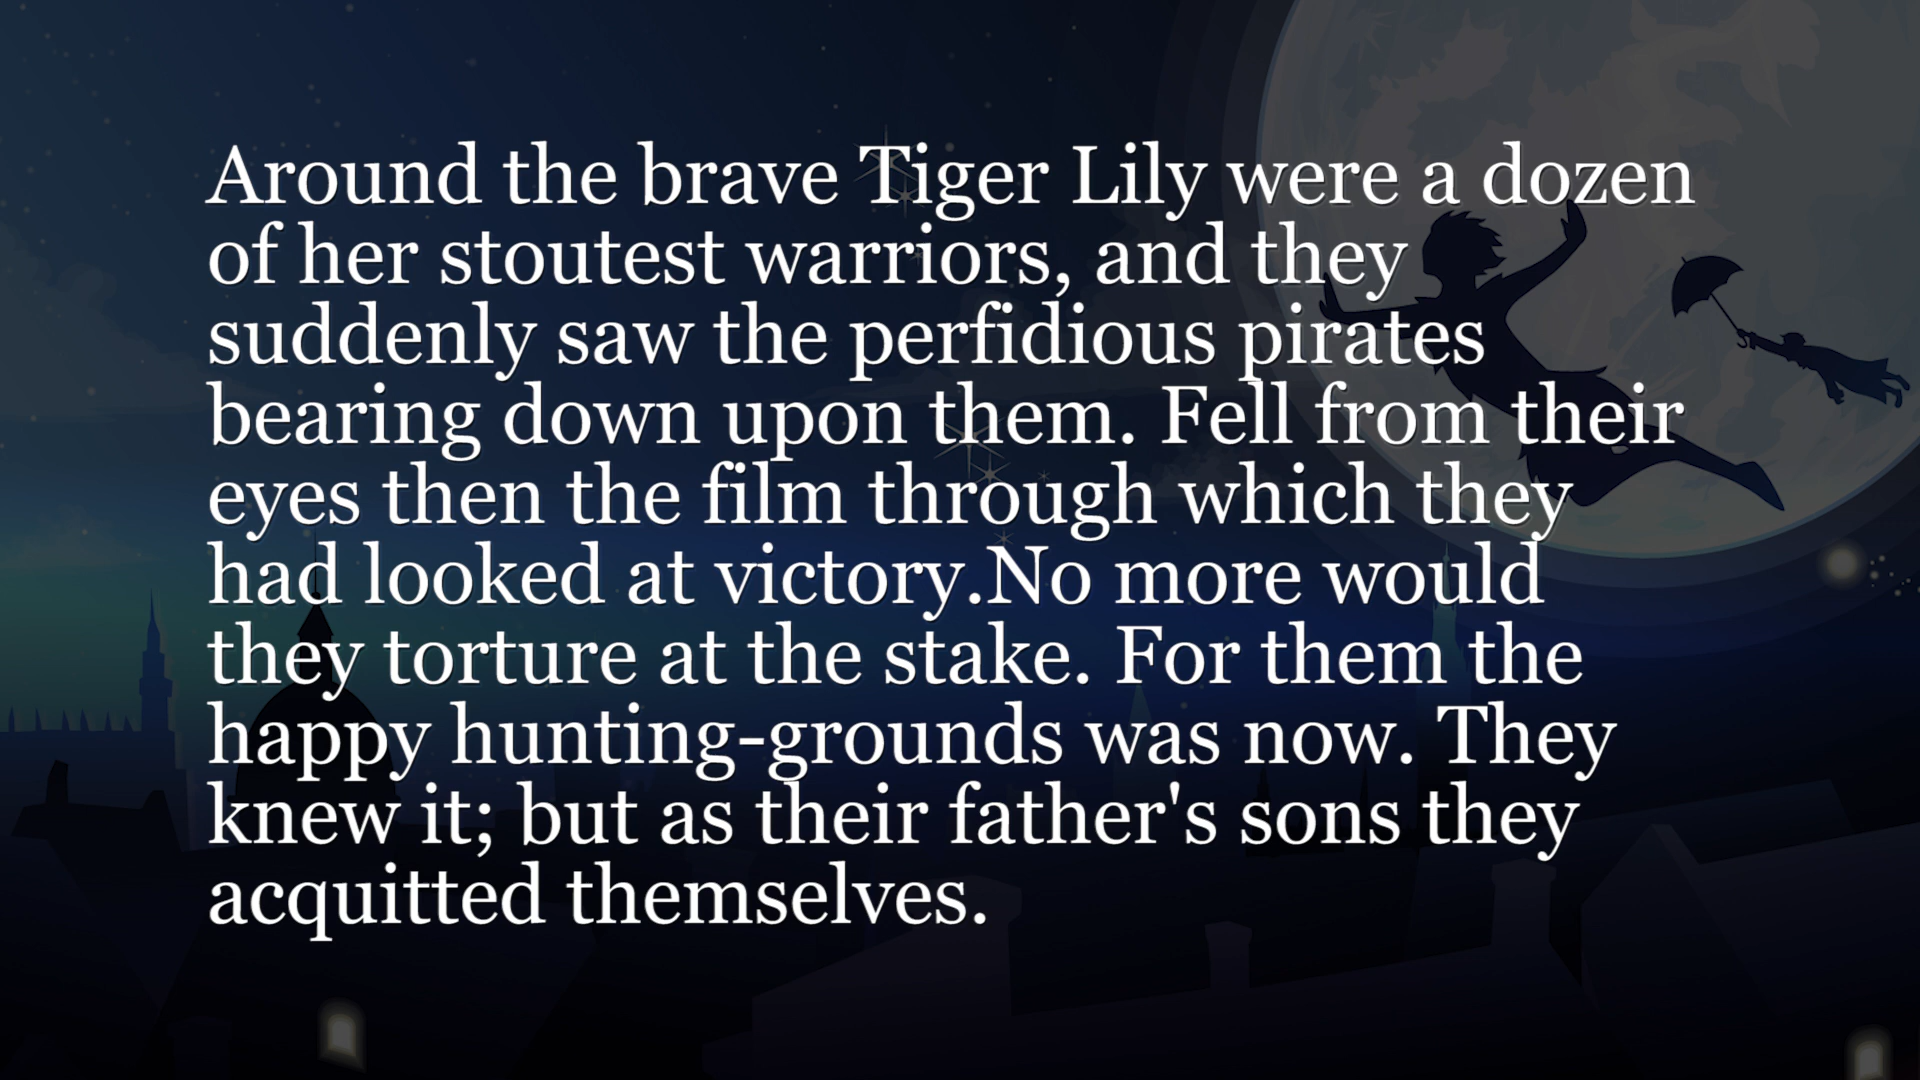 Around the brave Tiger Lily were a dozen
of her stoutest warriors, and they
suddenly saw the perfidious pirates
bearing down upon them. Fell from their
eyes then the film through which they
had looked at victory.No more would
they torture at the stake. For them the
happy hunting-grounds was now. They
knew it; but as their father's sons they
acquitted themselves.